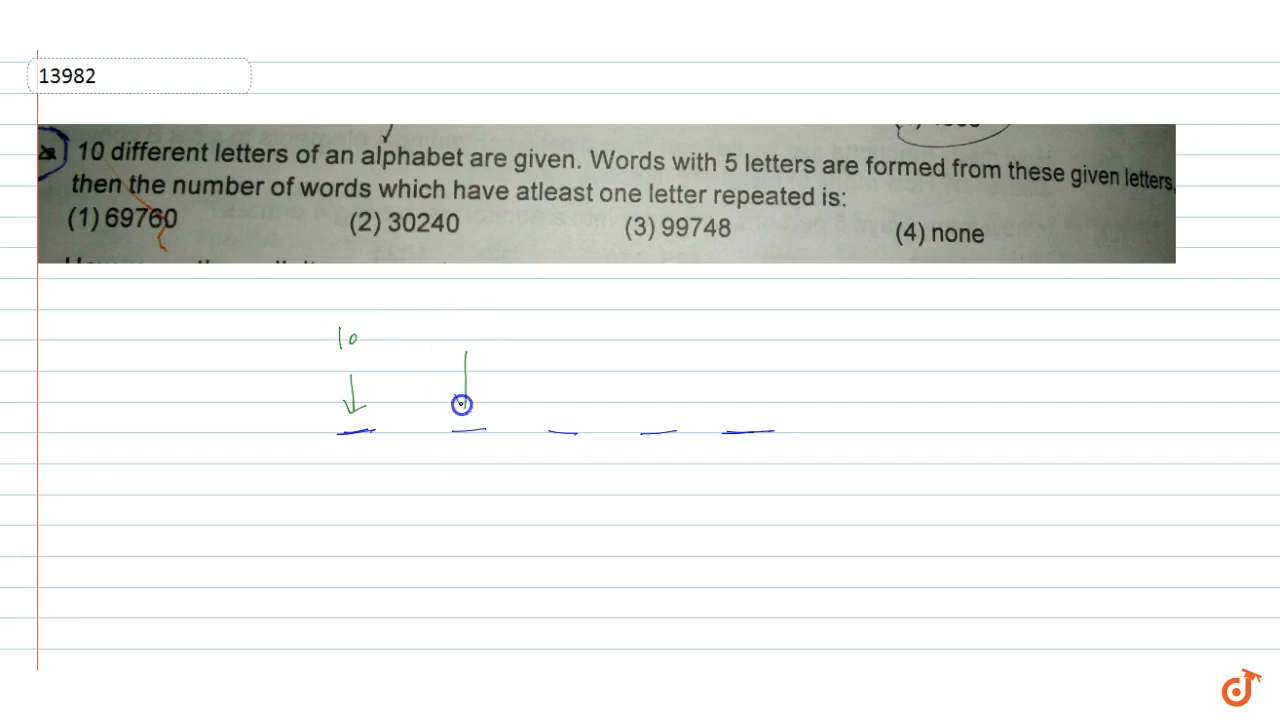 13982
10 different letters of an alphabet are given. Words with 5 letters are formed from these given letters,
then the number of words which have atleast one letter repeated is:
(1) 69760 (2) 30240 (3) 99748 (4) none
10